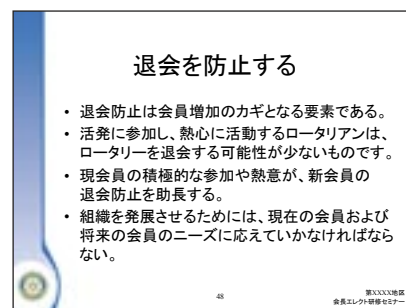 退会を防止する
• 退会防止は会員増加のカギとなる要素である。
• 活発に参加し、熱心に活動するロータリアンは、
ロータリーを退会する可能性が少ないものです。
• 現会員の積極的な参加や熱意が、新会員の
退会防止を助長する。
• 組織を発展させるためには、現在の会員および
将来の会員のニーズに応えていかなければなら
ない。
48
第XXXX地区
会長エレクト研修セミナー